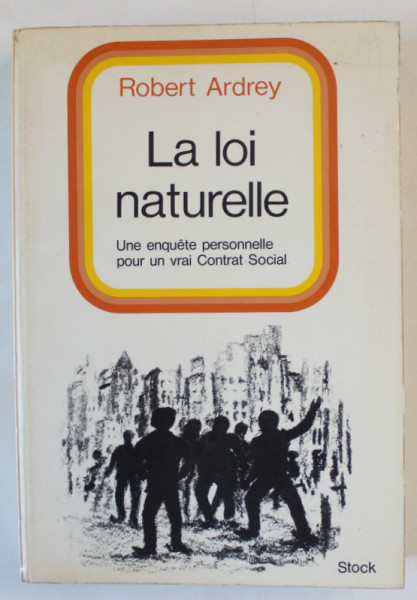 Robert Ardrey
La loi
naturelle
Une enquête personnelle
pour un vrai Contrat Social
Stock